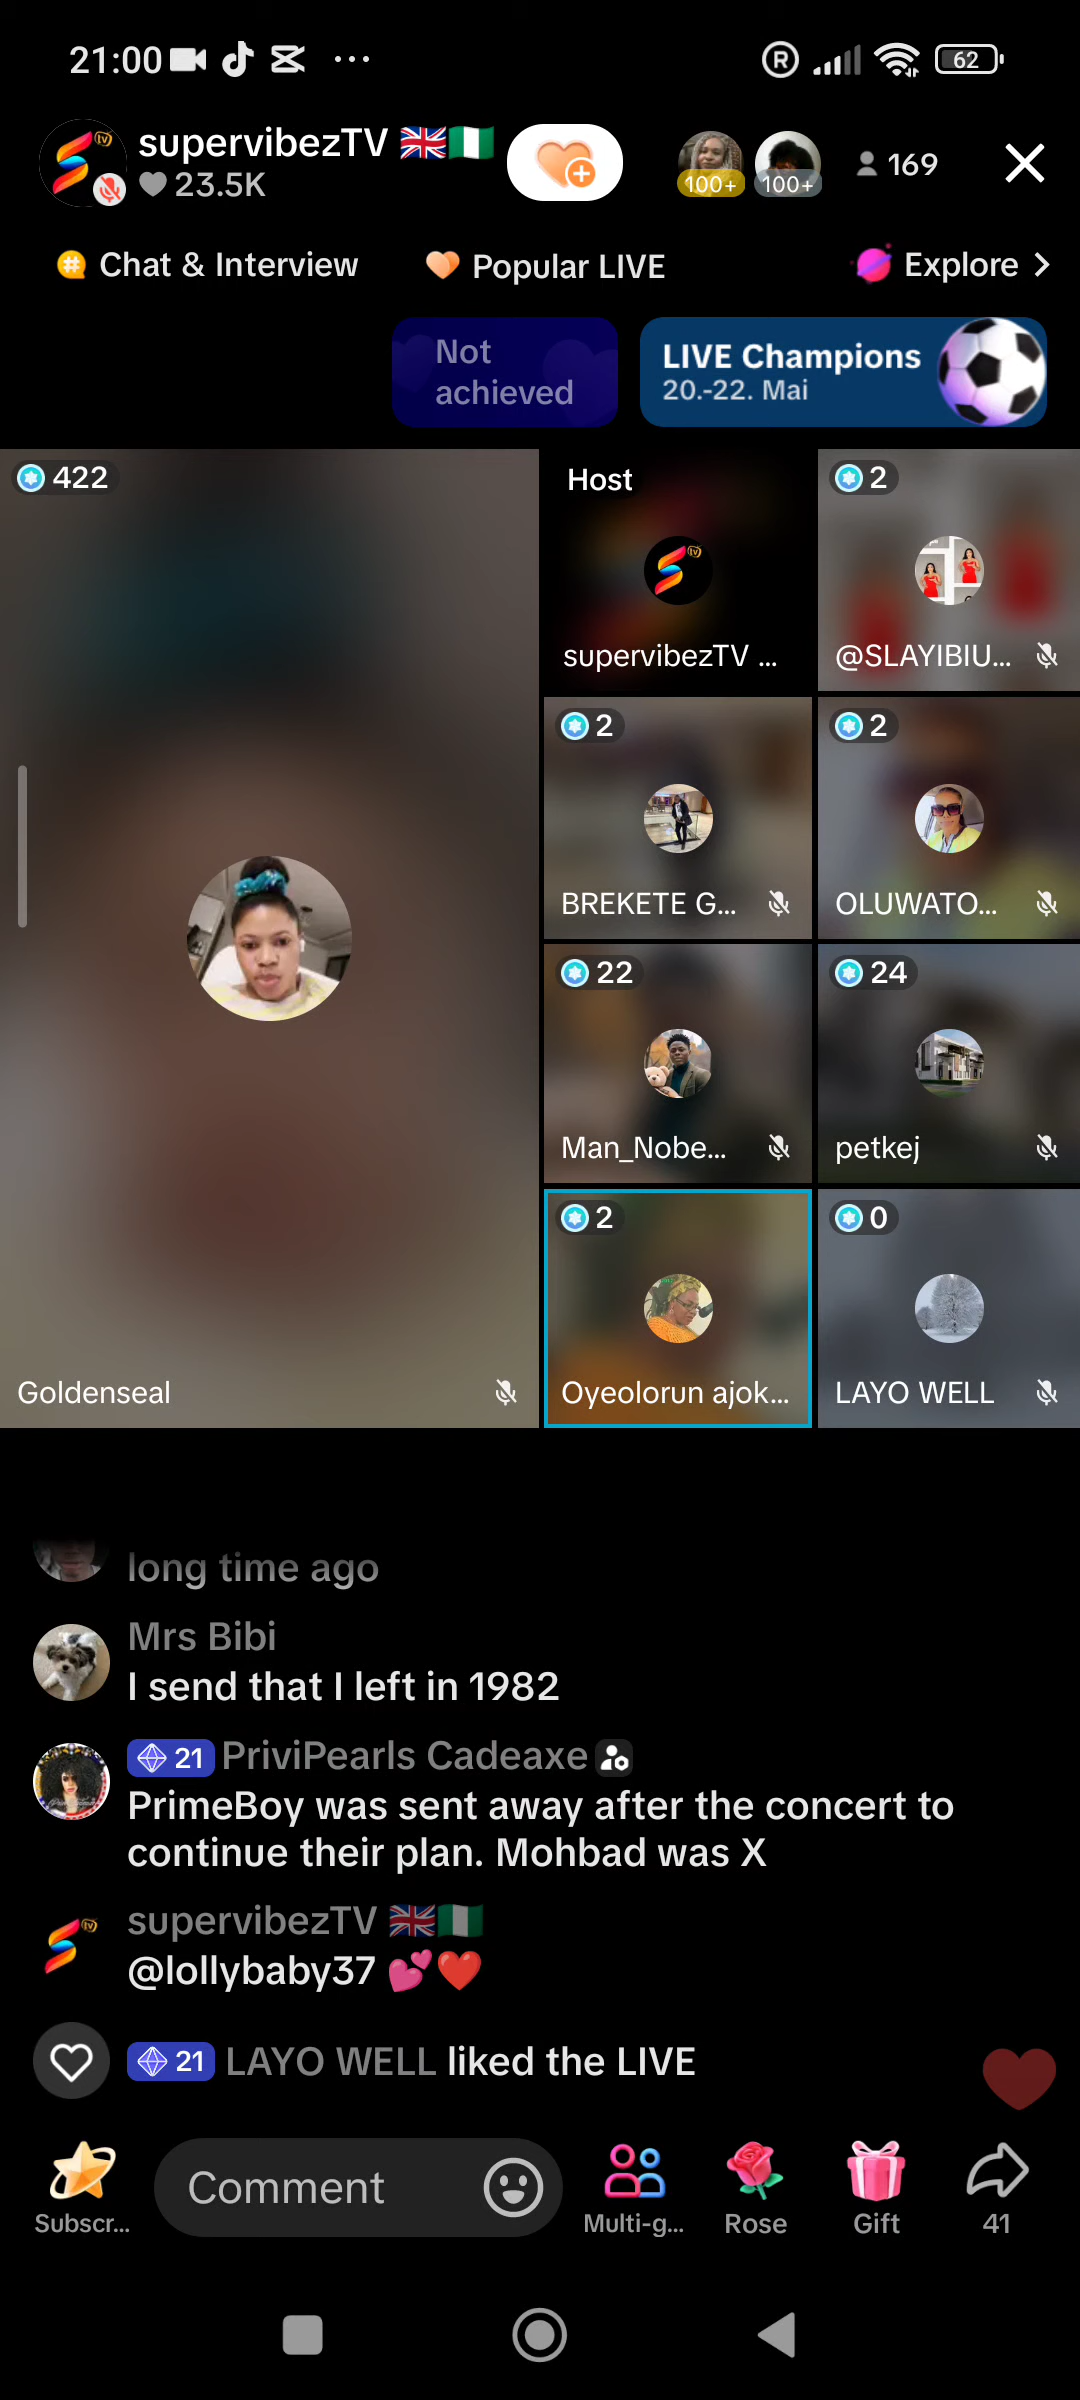 21:00
R
62
supervibezTV 🇬🇧🇳🇬
23.5K
100+
100+
169
Chat & Interview
Popular LIVE
Explore
Not
achieved
LIVE Champions
20.-22. Mai
422
Goldenseal
Host
supervibezTV ...
2
@SLAYIBIU...
2
BREKETE G...
2
OLUWATO...
22
Man_Nobe...
24
petkej
2
Oyeolorun ajok...
0
LAYO WELL
long time ago
Mrs Bibi
I send that I left in 1982
21 PriviPearls Cadeaxe
PrimeBoy was sent away after the concert to
continue their plan. Mohbad was X
supervibezTV 🇬🇧🇳🇬
@lollybaby37 💕❤️
21 LAYO WELL liked the LIVE
Subscr...
Comment
Multi-g...
Rose
Gift
41